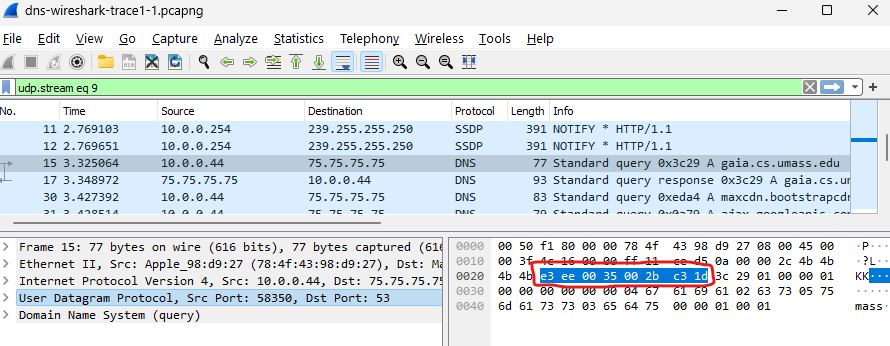 dns-wireshark-trace1-1.pcapng
File Edit View Go Capture Analyze Statistics Telephony Wireless Tools Help
udp.stream eq 9
No. Time Source Destination Protocol Length Info
11 2.769103 10.0.0.254 239.255.255.250 SSDP 391 NOTIFY * HTTP/1.1
12 2.769651 10.0.0.254 239.255.255.250 SSDP 391 NOTIFY * HTTP/1.1
15 3.325064 10.0.0.44 75.75.75.75 DNS 77 Standard query 0x3c29 A gaia.cs.umass.edu
17 3.348972 75.75.75.75 10.0.0.44 DNS 93 Standard query response 0x3c29 A gaia.cs.um
30 3.427392 10.0.0.44 75.75.75.75 DNS 83 Standard query 0xeda4 A maxcdn.bootstrapcd
31 3.428514 10.0.0.44 75.75.75.75 DNS 79 Standard query 0x0a79 A ajax.googleapis.com
Frame 15: 77 bytes on wire (616 bits), 77 bytes captured (616
Ethernet II, Src: Apple_98:d9:27 (78:4f:43:98:d9:27), Dst: Ma
Internet Protocol Version 4, Src: 10.0.0.44, Dst: 75.75.75.75
User Datagram Protocol, Src Port: 58350, Dst Port: 53
Domain Name System (query)
0000 00 50 f1 80 00 00 78 4f 43 98 d9 27 08 00 45 00 ·P····
0010 00 3f 4c 16 00 00 ff 11 ce d5 0a 00 00 2c 4b 4b ·?L···
0020 4b 4b e3 ee 00 35 00 2b c3 1d 3c 29 01 00 00 01 KK····
0030 00 00 00 00 00 00 04 67 61 69 61 02 63 73 05 75 ······
0040 6d 61 73 73 03 65 64 75 00 00 01 00 01 mass··